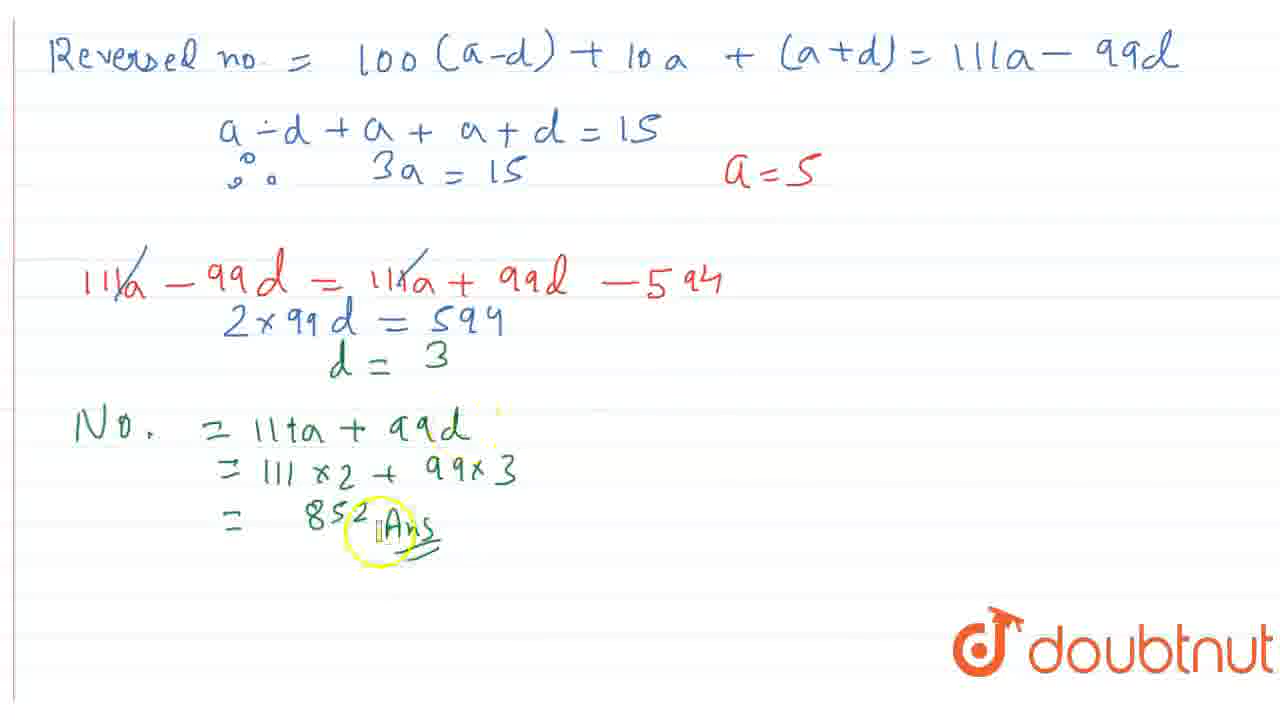 Reversed no. = 100 (a-d) + 10a + (a+d) = 111a - 99d
a - d + a + a + d = 15
∴ 3a = 15 a = 5
111a - 99d = 111a + 99d - 594
2 × 99d = 594
d = 3
No. = 111a + 99d
= 111 × 2 + 99 × 3
= 852 Ans
doubtnut